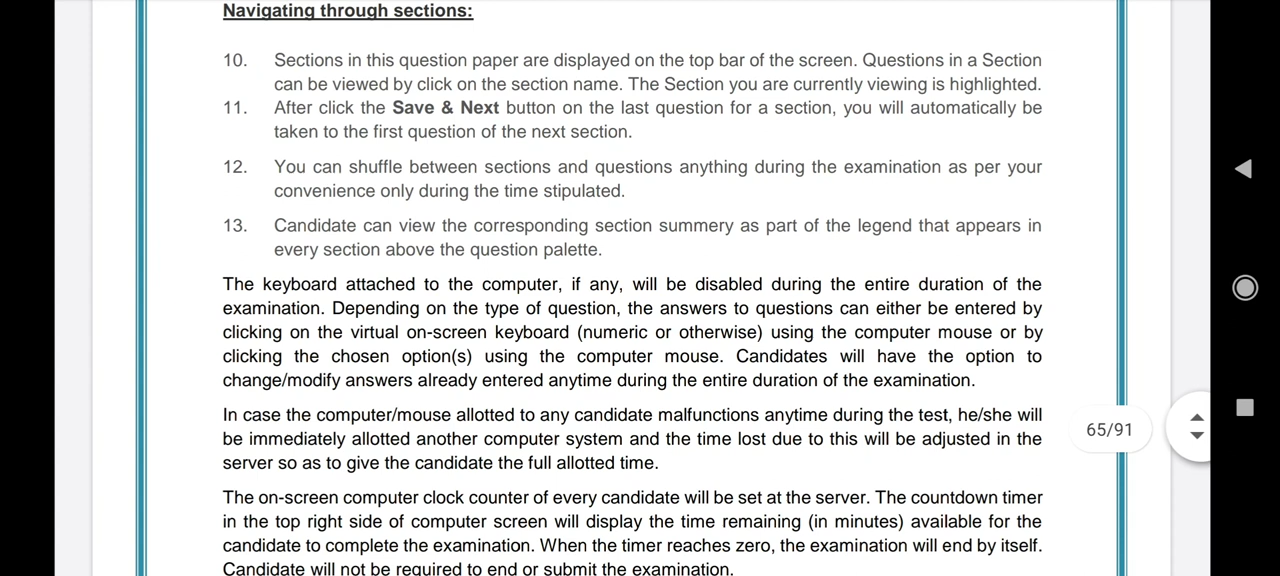 Navigating through sections:
10. Sections in this question paper are displayed on the top bar of the screen. Questions in a Section
can be viewed by click on the section name. The Section you are currently viewing is highlighted.
11. After click the Save & Next button on the last question for a section, you will automatically be
taken to the first question of the next section.
12. You can shuffle between sections and questions anything during the examination as per your
convenience only during the time stipulated.
13. Candidate can view the corresponding section summery as part of the legend that appears in
every section above the question palette.
The keyboard attached to the computer, if any, will be disabled during the entire duration of the
examination. Depending on the type of question, the answers to questions can either be entered by
clicking on the virtual on-screen keyboard (numeric or otherwise) using the computer mouse or by
clicking the chosen option(s) using the computer mouse. Candidates will have the option to
change/modify answers already entered anytime during the entire duration of the examination.
In case the computer/mouse allotted to any candidate malfunctions anytime during the test, he/she will
be immediately allotted another computer system and the time lost due to this will be adjusted in the
server so as to give the candidate the full allotted time.
65/91
The on-screen computer clock counter of every candidate will be set at the server. The countdown timer
in the top right side of computer screen will display the time remaining (in minutes) available for the
candidate to complete the examination. When the timer reaches zero, the examination will end by itself.
Candidate will not be required to end or submit the examination.